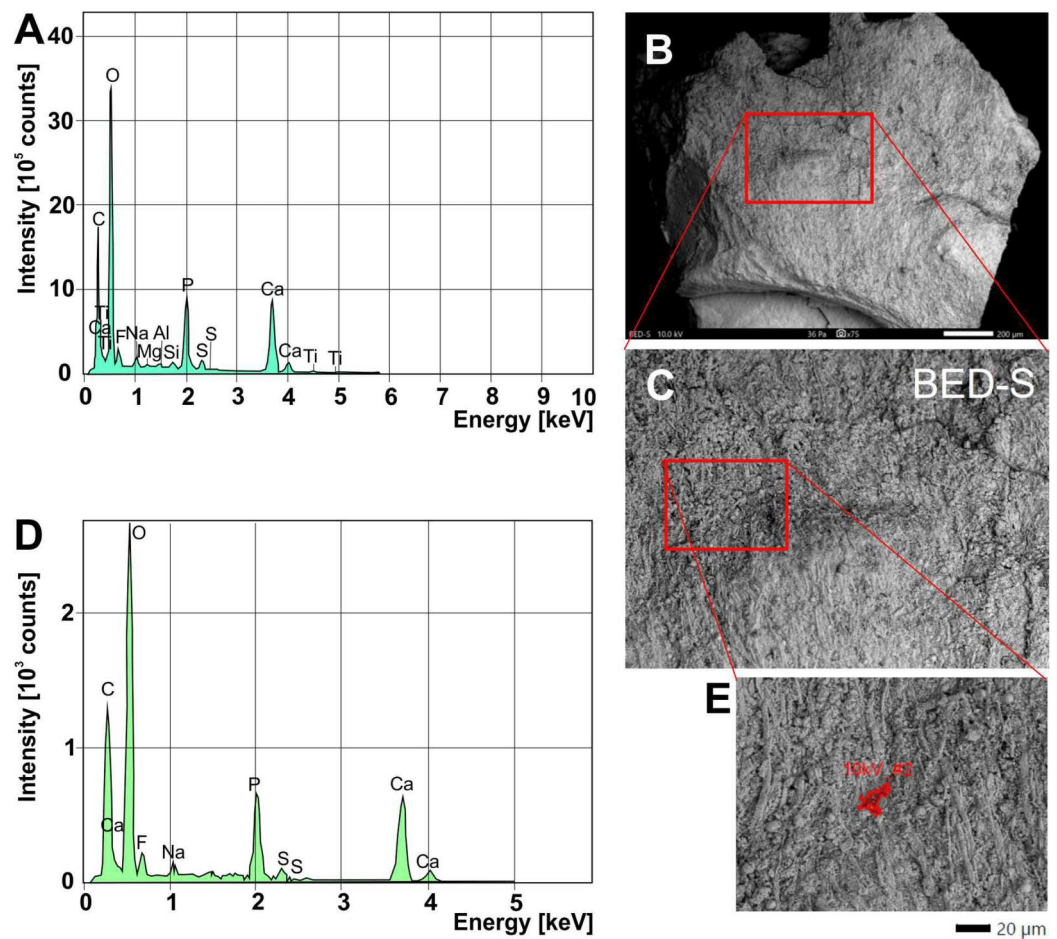 A
Intensity [10⁵ counts]
40
30
20
10
0
O
C
Ti
Ca
Ti
F
Na
Mg
Al
Si
P
S
S
Ca
Ca
Ti
Ti
0 1 2 3 4 5 6 7 8 9 10
Energy [keV]
B
BED-S 10.0 kV 36 Pa x75 200 µm
C
BED-S
D
Intensity [10³ counts]
2
1
0
O
C
Ca
F
Na
P
S
S
Ca
Ca
0 1 2 3 4 5
Energy [keV]
E
10kV_#2
20 µm